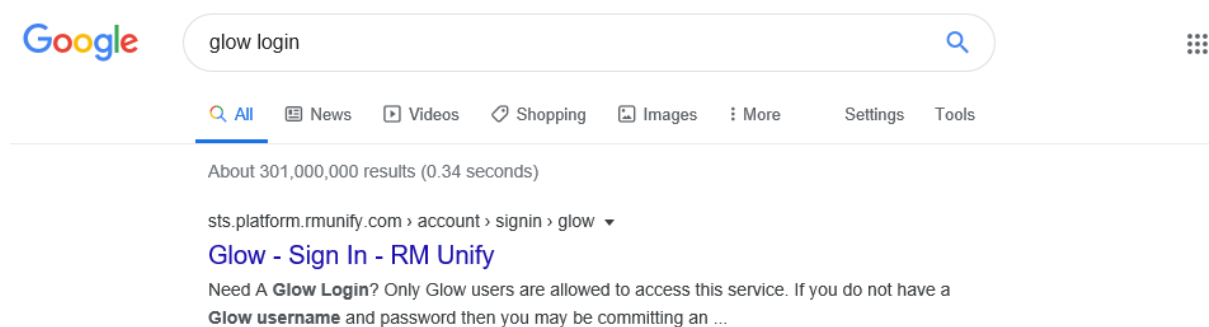 Google
glow login
All News Videos Shopping Images More Settings Tools
About 301,000,000 results (0.34 seconds)
sts.platform.rmunify.com › account › signin › glow
Glow - Sign In - RM Unify
Need A Glow Login? Only Glow users are allowed to access this service. If you do not have a
Glow username and password then you may be committing an ...